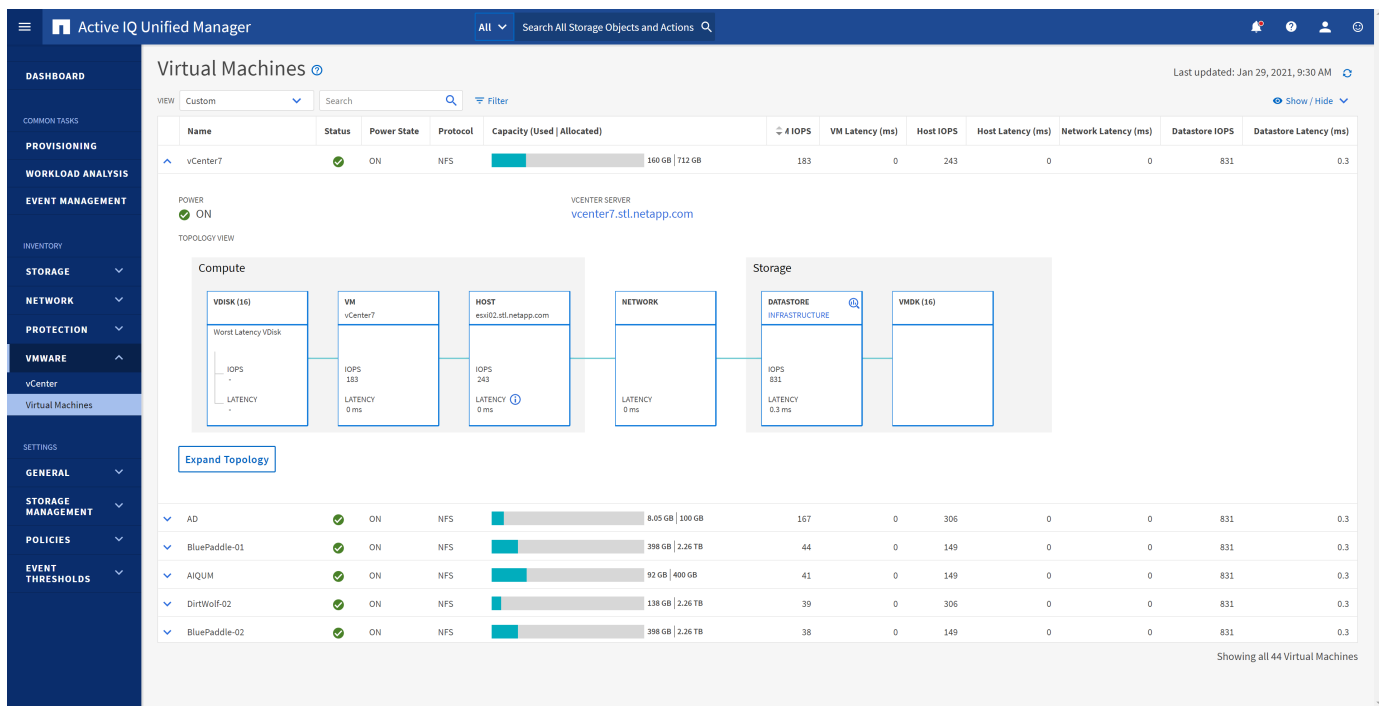 Active IQ Unified Manager
All
Search All Storage Objects and Actions
DASHBOARD
COMMON TASKS
PROVISIONING
WORKLOAD ANALYSIS
EVENT MANAGEMENT
INVENTORY
STORAGE
NETWORK
PROTECTION
VMWARE
vCenter
Virtual Machines
SETTINGS
GENERAL
STORAGE
MANAGEMENT
POLICIES
EVENT
THRESHOLDS
Virtual Machines
Last updated: Jan 29, 2021, 9:30 AM
VIEW Custom Search Filter Show / Hide
Name Status Power State Protocol Capacity (Used | Allocated) IOPS VM Latency (ms) Host IOPS Host Latency (ms) Network Latency (ms) Datastore IOPS Datastore Latency (ms)
vCenter7 ON NFS 160 GB | 712 GB 183 0 243 0 0 831 0.3
POWER
ON
VCENTER SERVER
vcenter7.stl.netapp.com
TOPOLOGY VIEW
Compute
VDISK (16)
Worst Latency VDisk
IOPS
-
LATENCY
-
VM
vCenter7
IOPS
183
LATENCY
0 ms
HOST
esxi02.stl.netapp.com
IOPS
243
LATENCY
0 ms
NETWORK
LATENCY
0 ms
Storage
DATASTORE
INFRASTRUCTURE
IOPS
831
LATENCY
0.3 ms
VMDK (16)
Expand Topology
AD ON NFS 8.05 GB | 100 GB 167 0 306 0 0 831 0.3
BluePaddle-01 ON NFS 398 GB | 2.26 TB 44 0 149 0 0 831 0.3
AIQUM ON NFS 92 GB | 400 GB 41 0 149 0 0 831 0.3
DirtWolf-02 ON NFS 138 GB | 2.26 TB 39 0 306 0 0 831 0.3
BluePaddle-02 ON NFS 398 GB | 2.26 TB 38 0 149 0 0 831 0.3
Showing all 44 Virtual Machines